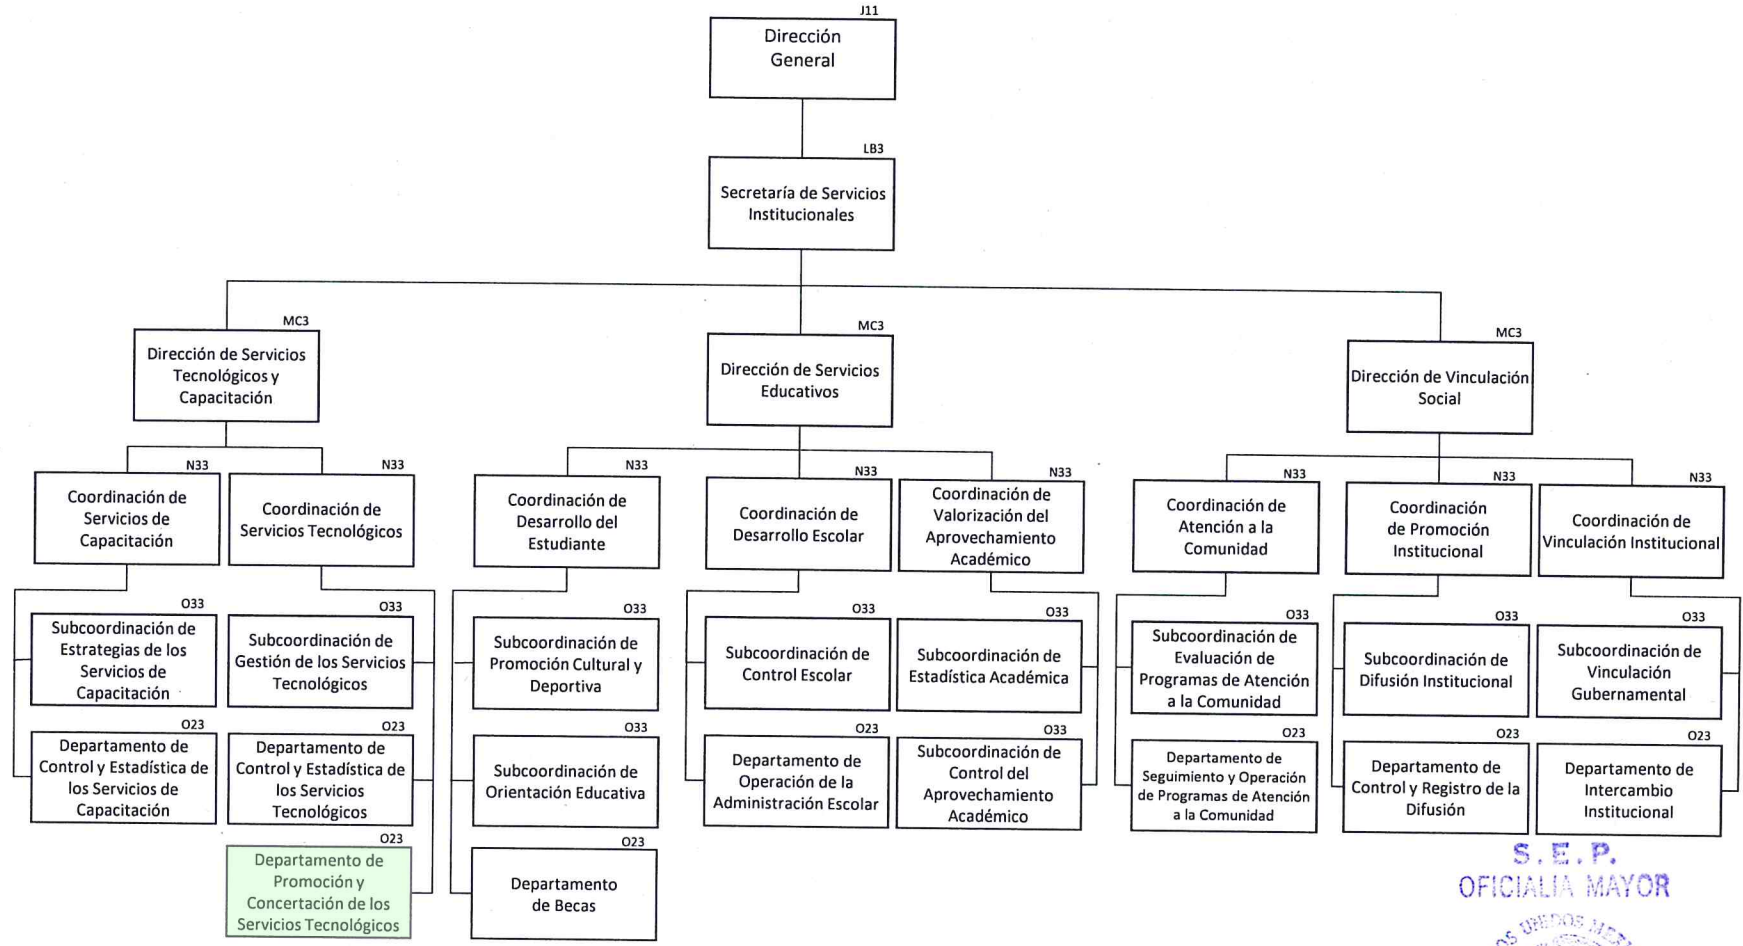 J11
Dirección
General
LB3
Secretaría de Servicios
Institucionales
MC3
Dirección de Servicios
Tecnológicos y
Capacitación
MC3
Dirección de Servicios
Educativos
MC3
Dirección de Vinculación
Social
N33
Coordinación de
Servicios de
Capacitación
N33
Coordinación de
Servicios Tecnológicos
N33
Coordinación de
Desarrollo del
Estudiante
N33
Coordinación de
Desarrollo Escolar
N33
Coordinación de
Valorización del
Aprovechamiento
Académico
N33
Coordinación de
Atención a la
Comunidad
N33
Coordinación
de Promoción
Institucional
N33
Coordinación de
Vinculación Institucional
O33
Subcoordinación de
Estrategias de los
Servicios de
Capacitación
O33
Subcoordinación de
Gestión de los Servicios
Tecnológicos
O33
Subcoordinación de
Promoción Cultural y
Deportiva
O33
Subcoordinación de
Control Escolar
O33
Subcoordinación de
Estadística Académica
O33
Subcoordinación de
Evaluación de
Programas de Atención
a la Comunidad
O33
Subcoordinación de
Difusión Institucional
O33
Subcoordinación de
Vinculación
Gubernamental
O23
Departamento de
Control y Estadística de
los Servicios de
Capacitación
O23
Departamento de
Control y Estadística de
los Servicios
Tecnológicos
O33
Subcoordinación de
Orientación Educativa
O23
Departamento de
Operación de la
Administración Escolar
O33
Subcoordinación de
Control del
Aprovechamiento
Académico
O23
Departamento de
Seguimiento y Operación
de Programas de Atención
a la Comunidad
O23
Departamento de
Control y Registro de la
Difusión
O23
Departamento de
Intercambio
Institucional
O23
Departamento de
Promoción y
Concertación de los
Servicios Tecnológicos
O23
Departamento
de Becas
S.E.P.
OFICIALIA MAYOR